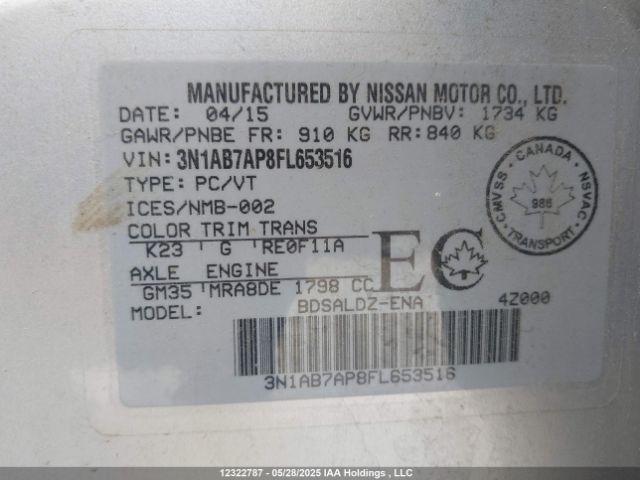 MANUFACTURED BY NISSAN MOTOR CO., LTD.
DATE: 04/15 GVWR/PNBV: 1734 KG
GAWR/PNBE FR: 910 KG RR: 840 KG
VIN: 3N1AB7AP8FL653516
TYPE: PC/VT
ICES/NMB-002
COLOR TRIM TRANS
K23 G RE0F11A
AXLE ENGINE
GM35 MRA8DE 1798 CC
MODEL: BDSALDZ-ENA 4Z000
EC
CANADA
CMVSS NSVAC
986
TRANSPORT
3N1AB7AP8FL653516
12322787 - 05/28/2025 IAA Holdings , LLC